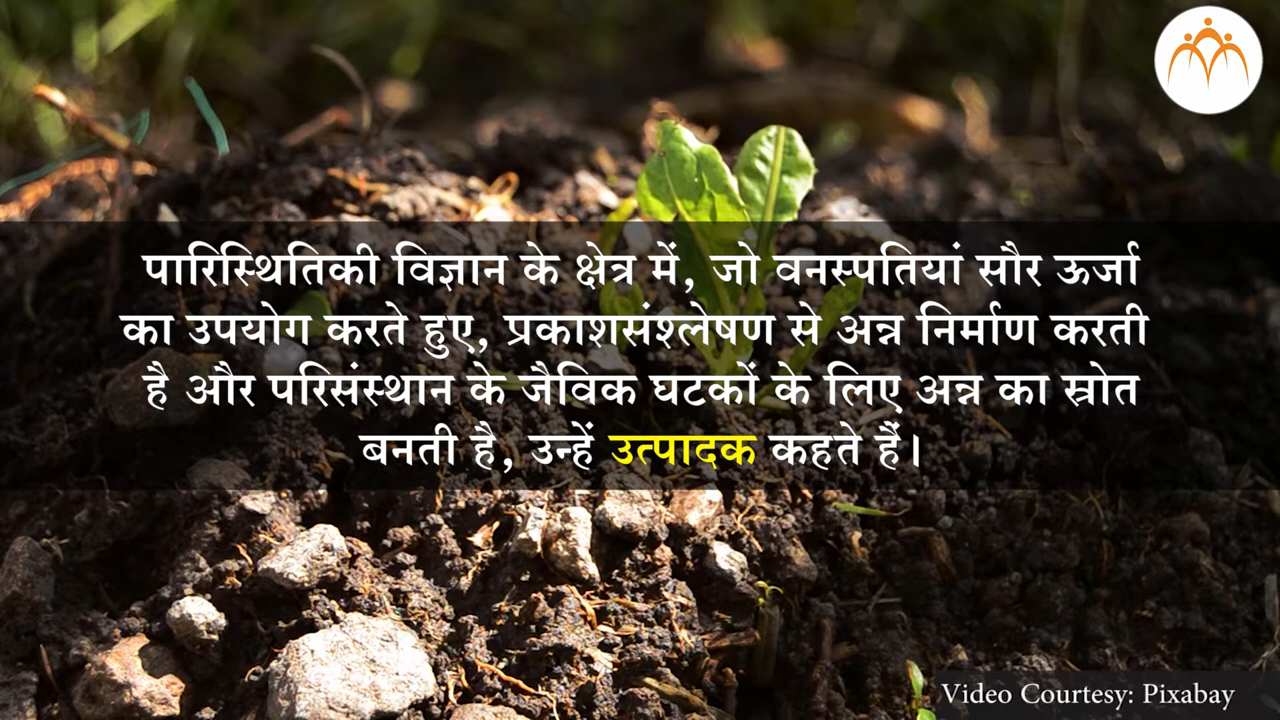 पारिस्थितिकी विज्ञान के क्षेत्र में, जो वनस्पतियां सौर ऊर्जा
का उपयोग करते हुए, प्रकाशसंश्लेषण से अन्न निर्माण करती
है और परिसंस्थान के जैविक घटकों के लिए अन्न का स्रोत
बनती है, उन्हें उत्पादक कहते हैं।
Video Courtesy: Pixabay